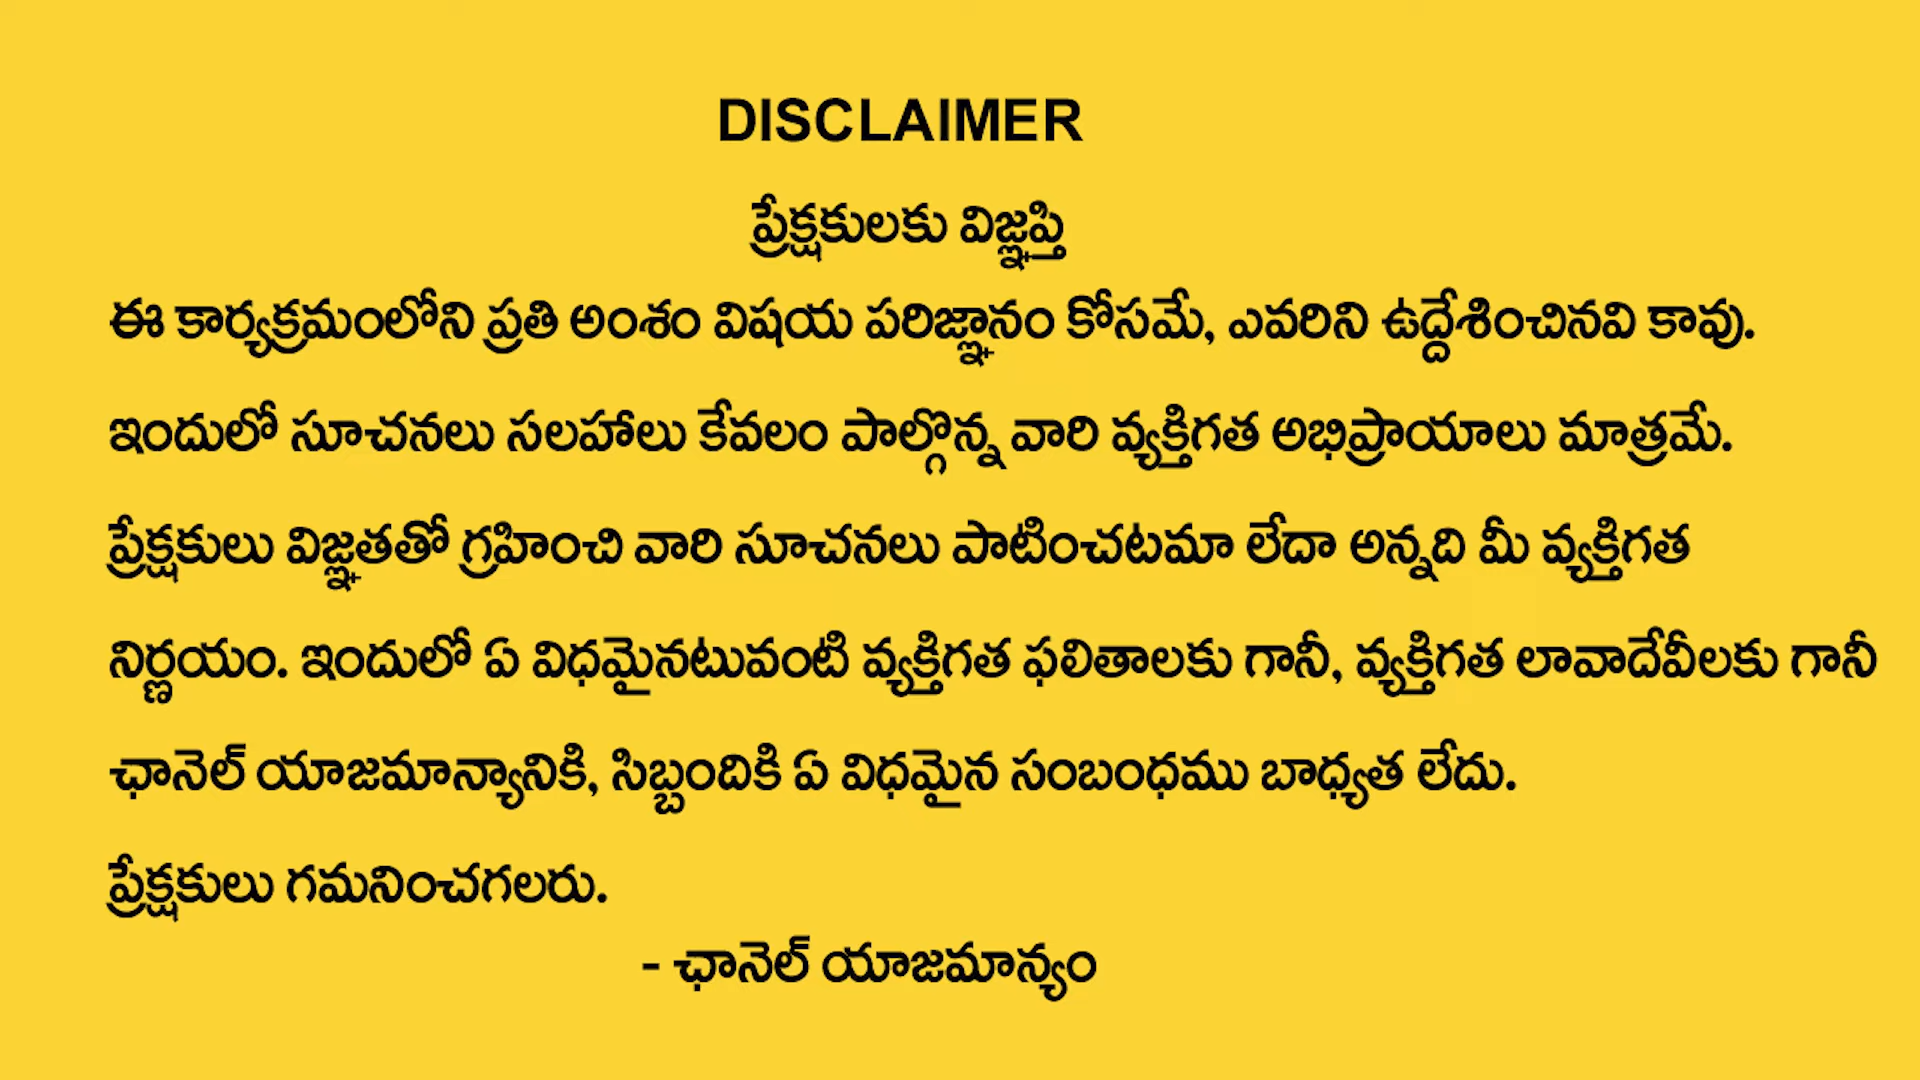 DISCLAIMER
ప్రేక్షకులకు విజ్ఞప్తి
ఈ కార్యక్రమంలోని ప్రతి అంశం విషయ పరిజ్ఞానం కోసమే, ఎవరిని ఉద్దేశించినవి కావు.
ఇందులో సూచనలు సలహాలు కేవలం పాల్గొన్న వారి వ్యక్తిగత అభిప్రాయాలు మాత్రమే.
ప్రేక్షకులు విజ్ఞతతో గ్రహించి వారి సూచనలు పాటించటమా లేదా అన్నది మీ వ్యక్తిగత
నిర్ణయం. ఇందులో ఏ విధమైనటువంటి వ్యక్తిగత ఫలితాలకు గానీ, వ్యక్తిగత లావాదేవీలకు గానీ
ఛానెల్ యాజమాన్యానికి, సిబ్బందికి ఏ విధమైన సంబంధము బాధ్యత లేదు.
ప్రేక్షకులు గమనించగలరు.
- ఛానెల్ యాజమాన్యం